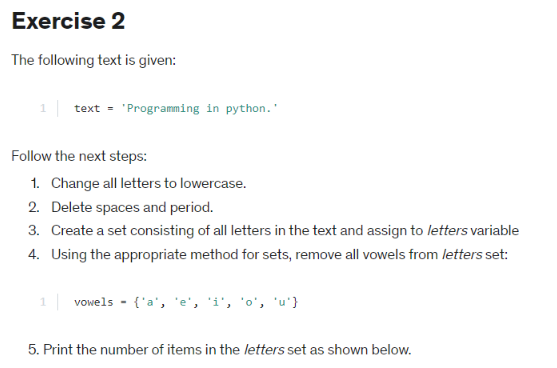 Exercise 2
The following text is given:
1 text = 'Programming in python.'
Follow the next steps:
1. Change all letters to lowercase.
2. Delete spaces and period.
3. Create a set consisting of all letters in the text and assign to letters variable
4. Using the appropriate method for sets, remove all vowels from letters set:
1 vowels = {'a', 'e', 'i', 'o', 'u'}
5. Print the number of items in the letters set as shown below.